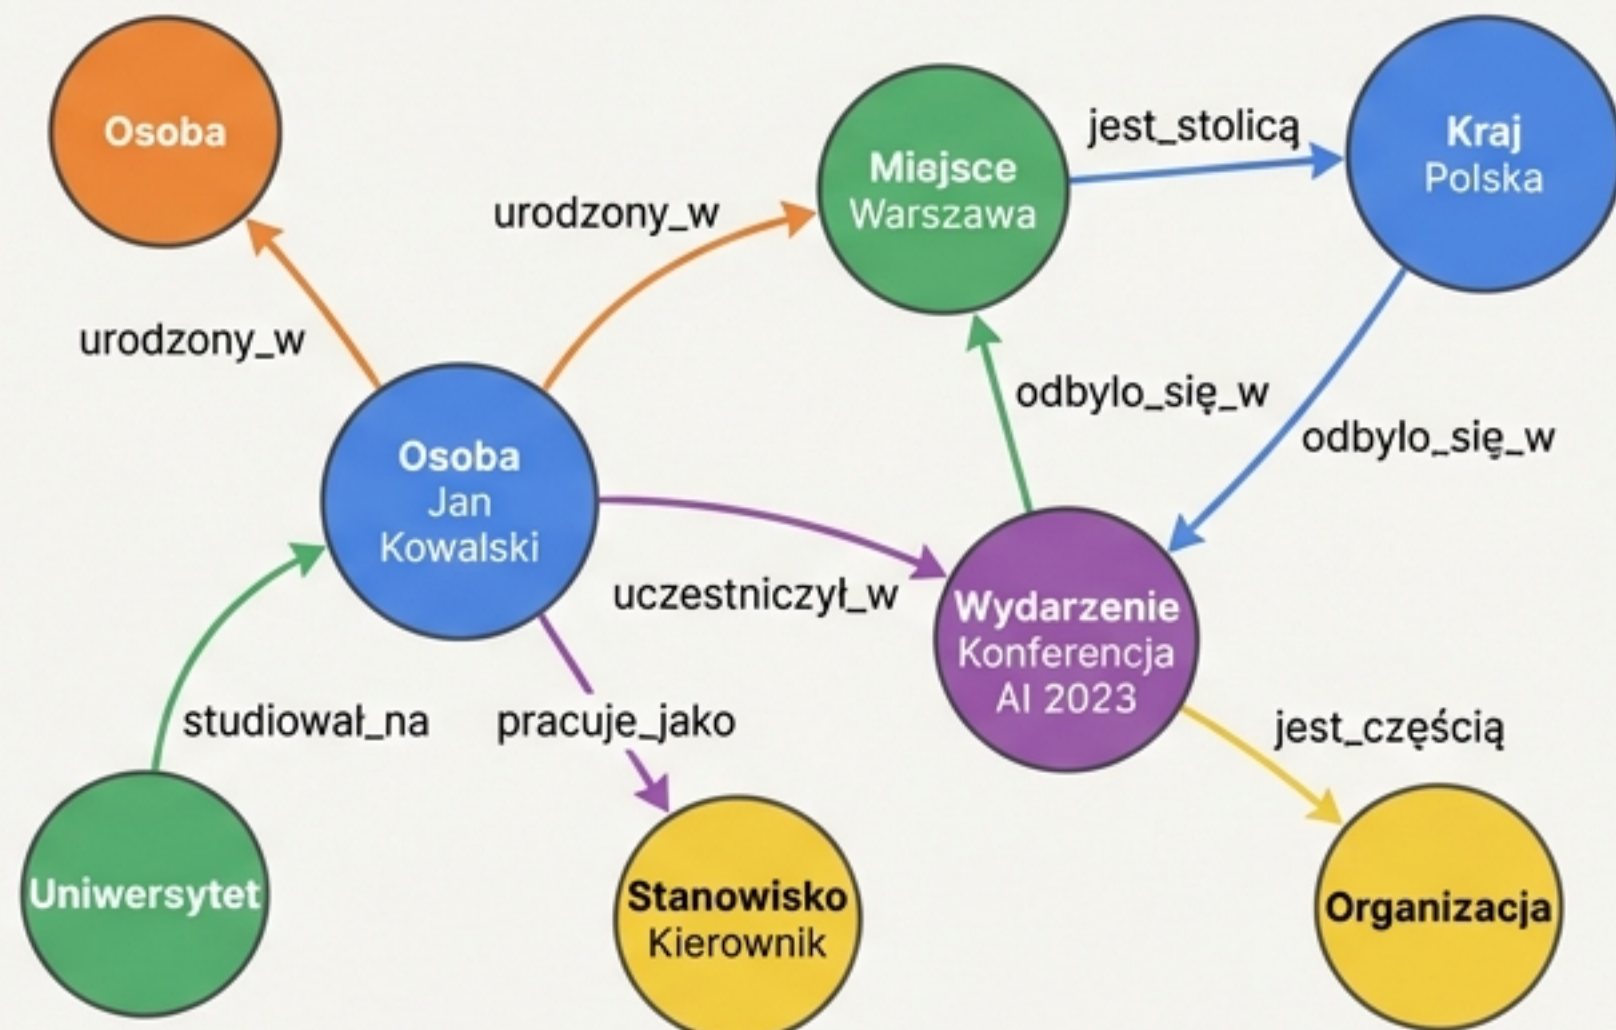 Osoba
jest_stolicą
Kraj
Polska
Miejsce
Warszawa
urodzony_w
urodzony_w
odbylo_się_w
odbylo_się_w
Osoba
Jan
Kowalski
uczestniczył_w
Wydarzenie
Konferencja
AI 2023
studiował_na
pracuje_jako
jest_częścią
Uniwersytet
Stanowisko
Kierownik
Organizacja